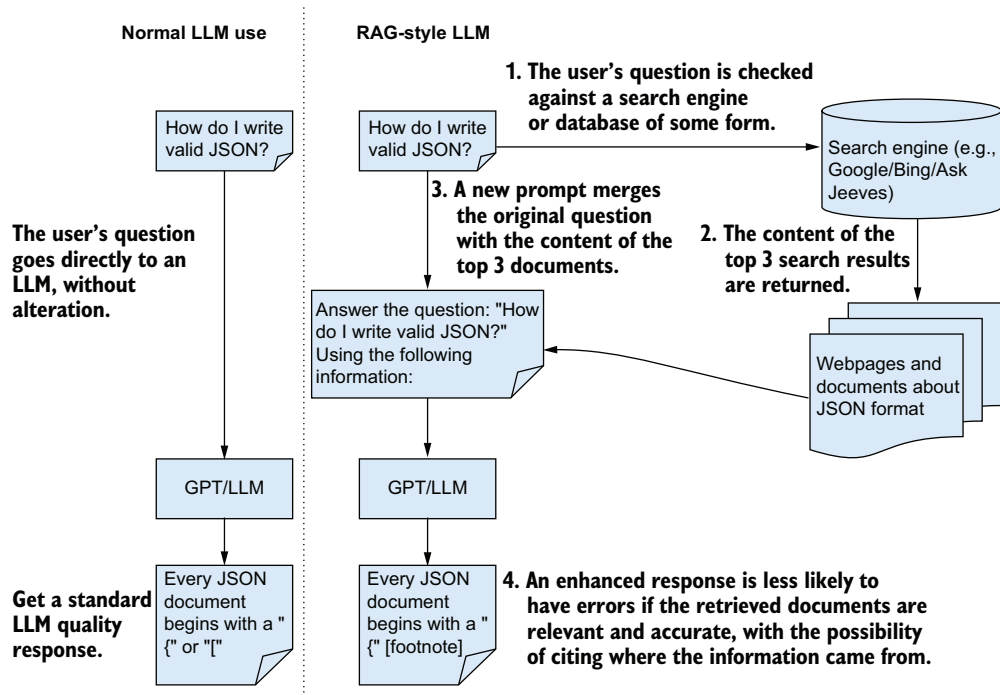 Normal LLM use
RAG-style LLM
1. The user's question is checked
against a search engine
or database of some form.
How do I write
valid JSON?
How do I write
valid JSON?
Search engine (e.g.,
Google/Bing/Ask
Jeeves)
3. A new prompt merges
the original question
with the content of the
top 3 documents.
The user's question
goes directly to an
LLM, without
alteration.
2. The content of the
top 3 search results
are returned.
Answer the question: "How
do I write valid JSON?"
Using the following
information:
Webpages and
documents about
JSON format
GPT/LLM
GPT/LLM
Get a standard
LLM quality
response.
Every JSON
document
begins with a "
{" or "["
Every JSON
document
begins with a "
{" [footnote]
4. An enhanced response is less likely to
have errors if the retrieved documents are
relevant and accurate, with the possibility
of citing where the information came from.